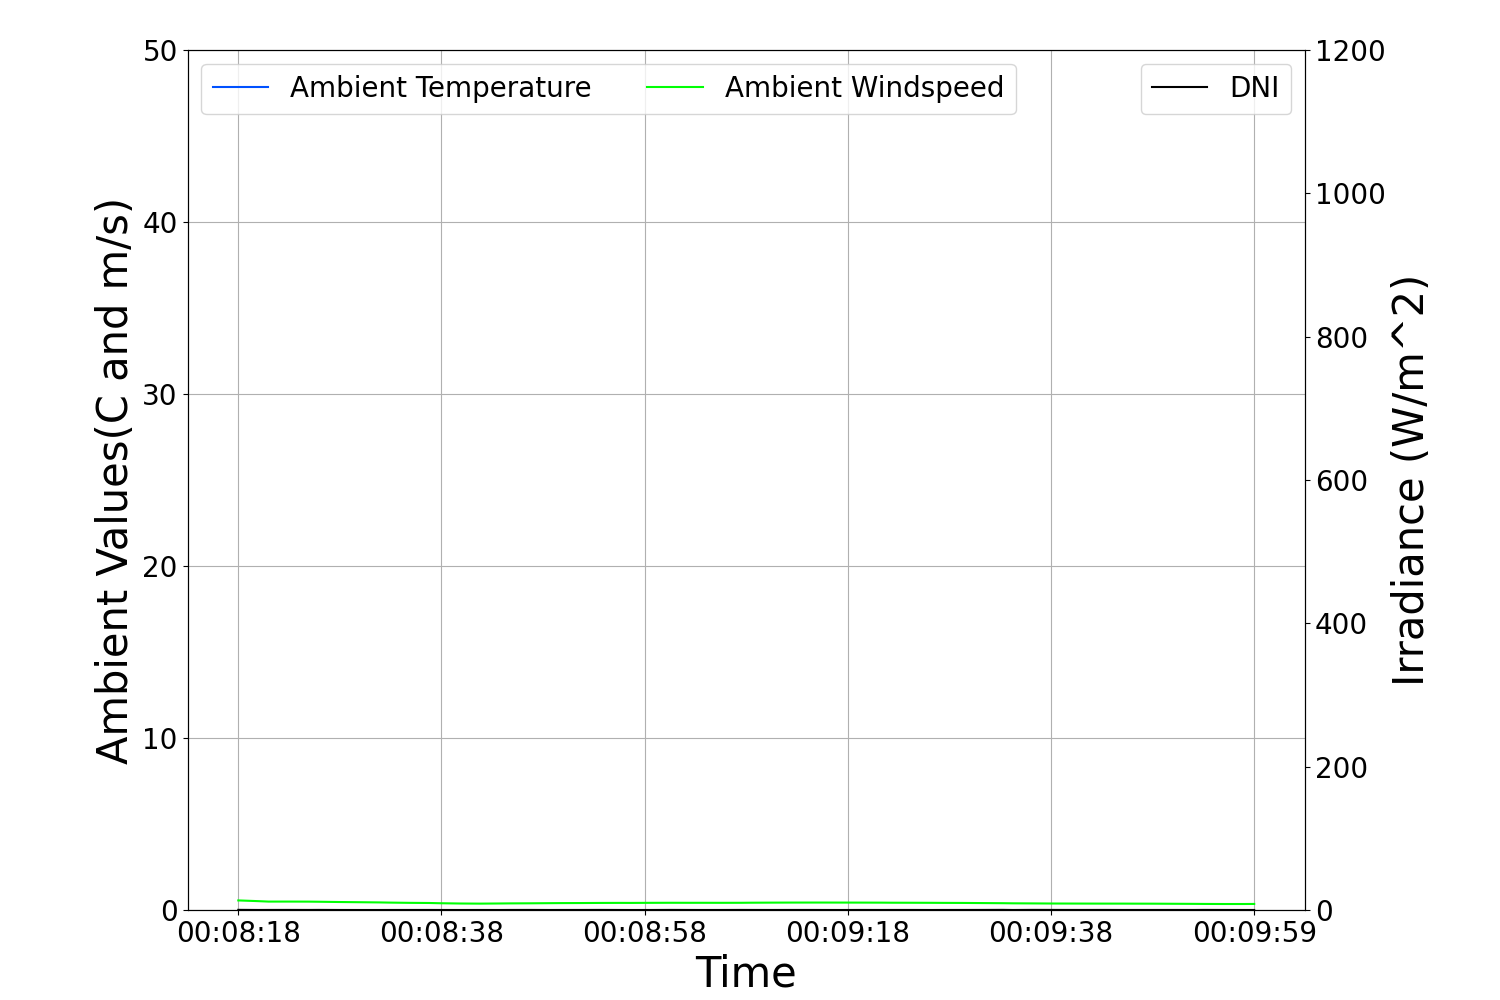 Ambient Temperature Ambient Windspeed DNI
50
40
30
20
10
0
Ambient Values(C and m/s)
1200
1000
800
600
400
200
0
Irradiance (W/m^2)
00:08:18 00:08:38 00:08:58 00:09:18 00:09:38 00:09:59
Time